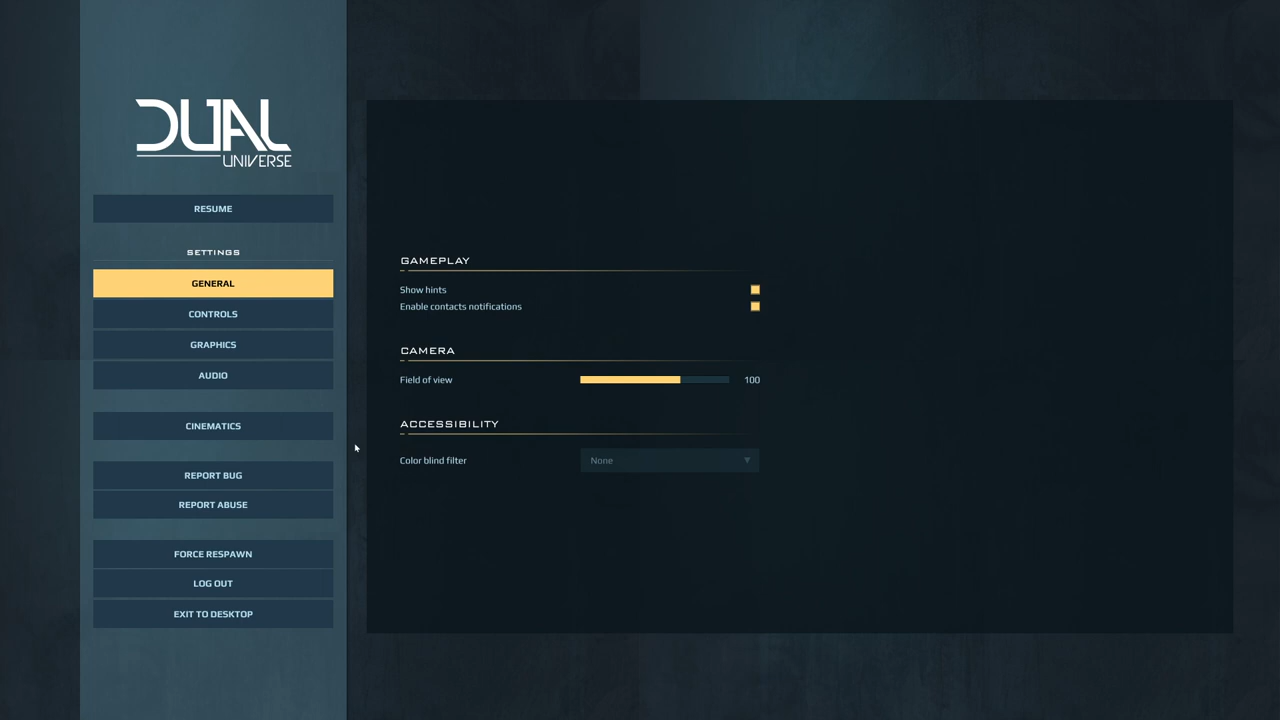 DUAL
UNIVERSE
RESUME
SETTINGS
GENERAL
CONTROLS
GRAPHICS
AUDIO
CINEMATICS
REPORT BUG
REPORT ABUSE
FORCE RESPAWN
LOG OUT
EXIT TO DESKTOP
GAMEPLAY
Show hints
Enable contacts notifications
CAMERA
Field of view 100
ACCESSIBILITY
Color blind filter None